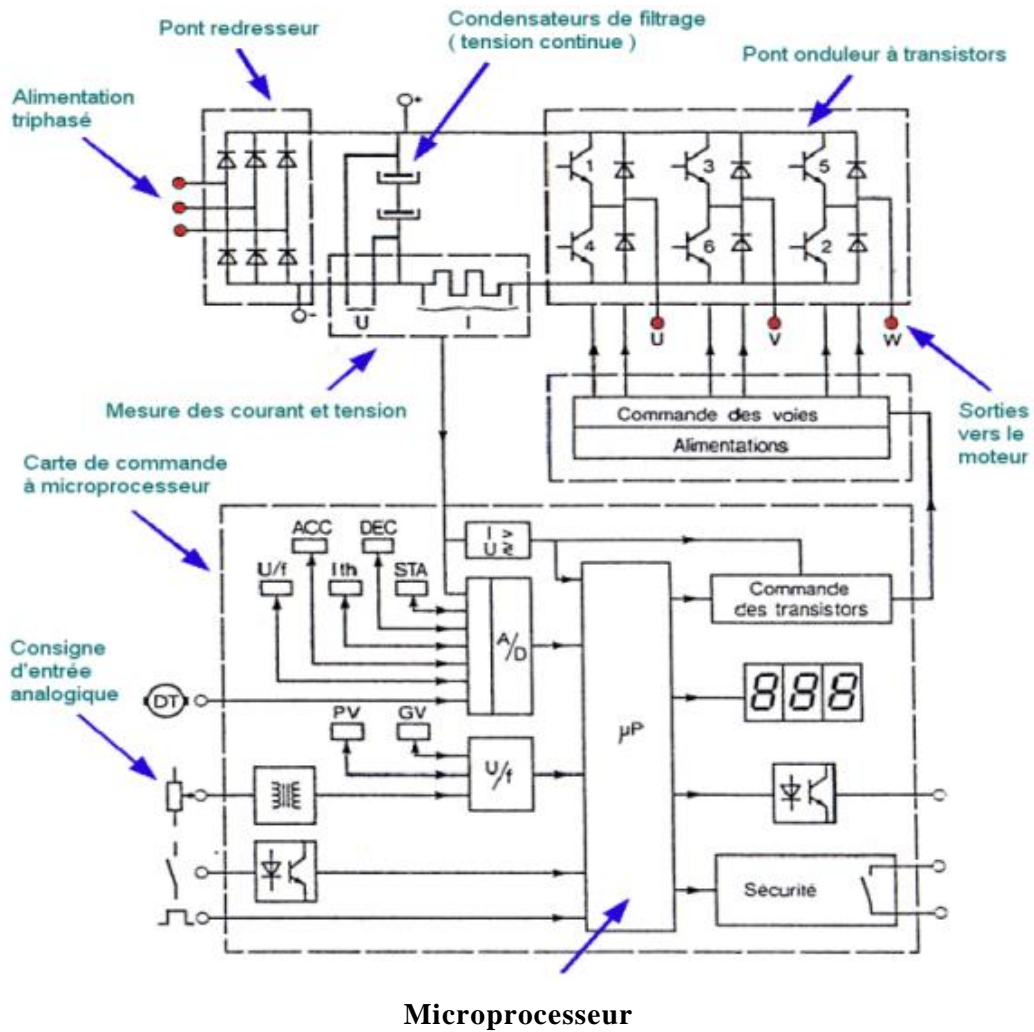 Pont redresseur
Condensateurs de filtrage
( tension continue )
Pont onduleur à transistors
Alimentation
triphasé
+
1
3
5
4
6
2
-
U
I
U
V
W
Mesure des courant et tension
Commande des voies
Alimentations
Sorties
vers le
moteur
Carte de commande
à microprocesseur
ACC
DEC
U/f
Ith
STA
I >
U ≷
Commande
des transistors
A/D
Consigne
d'entrée
analogique
DT
888
PV
GV
U/f
µP
Sécurité
Microprocesseur